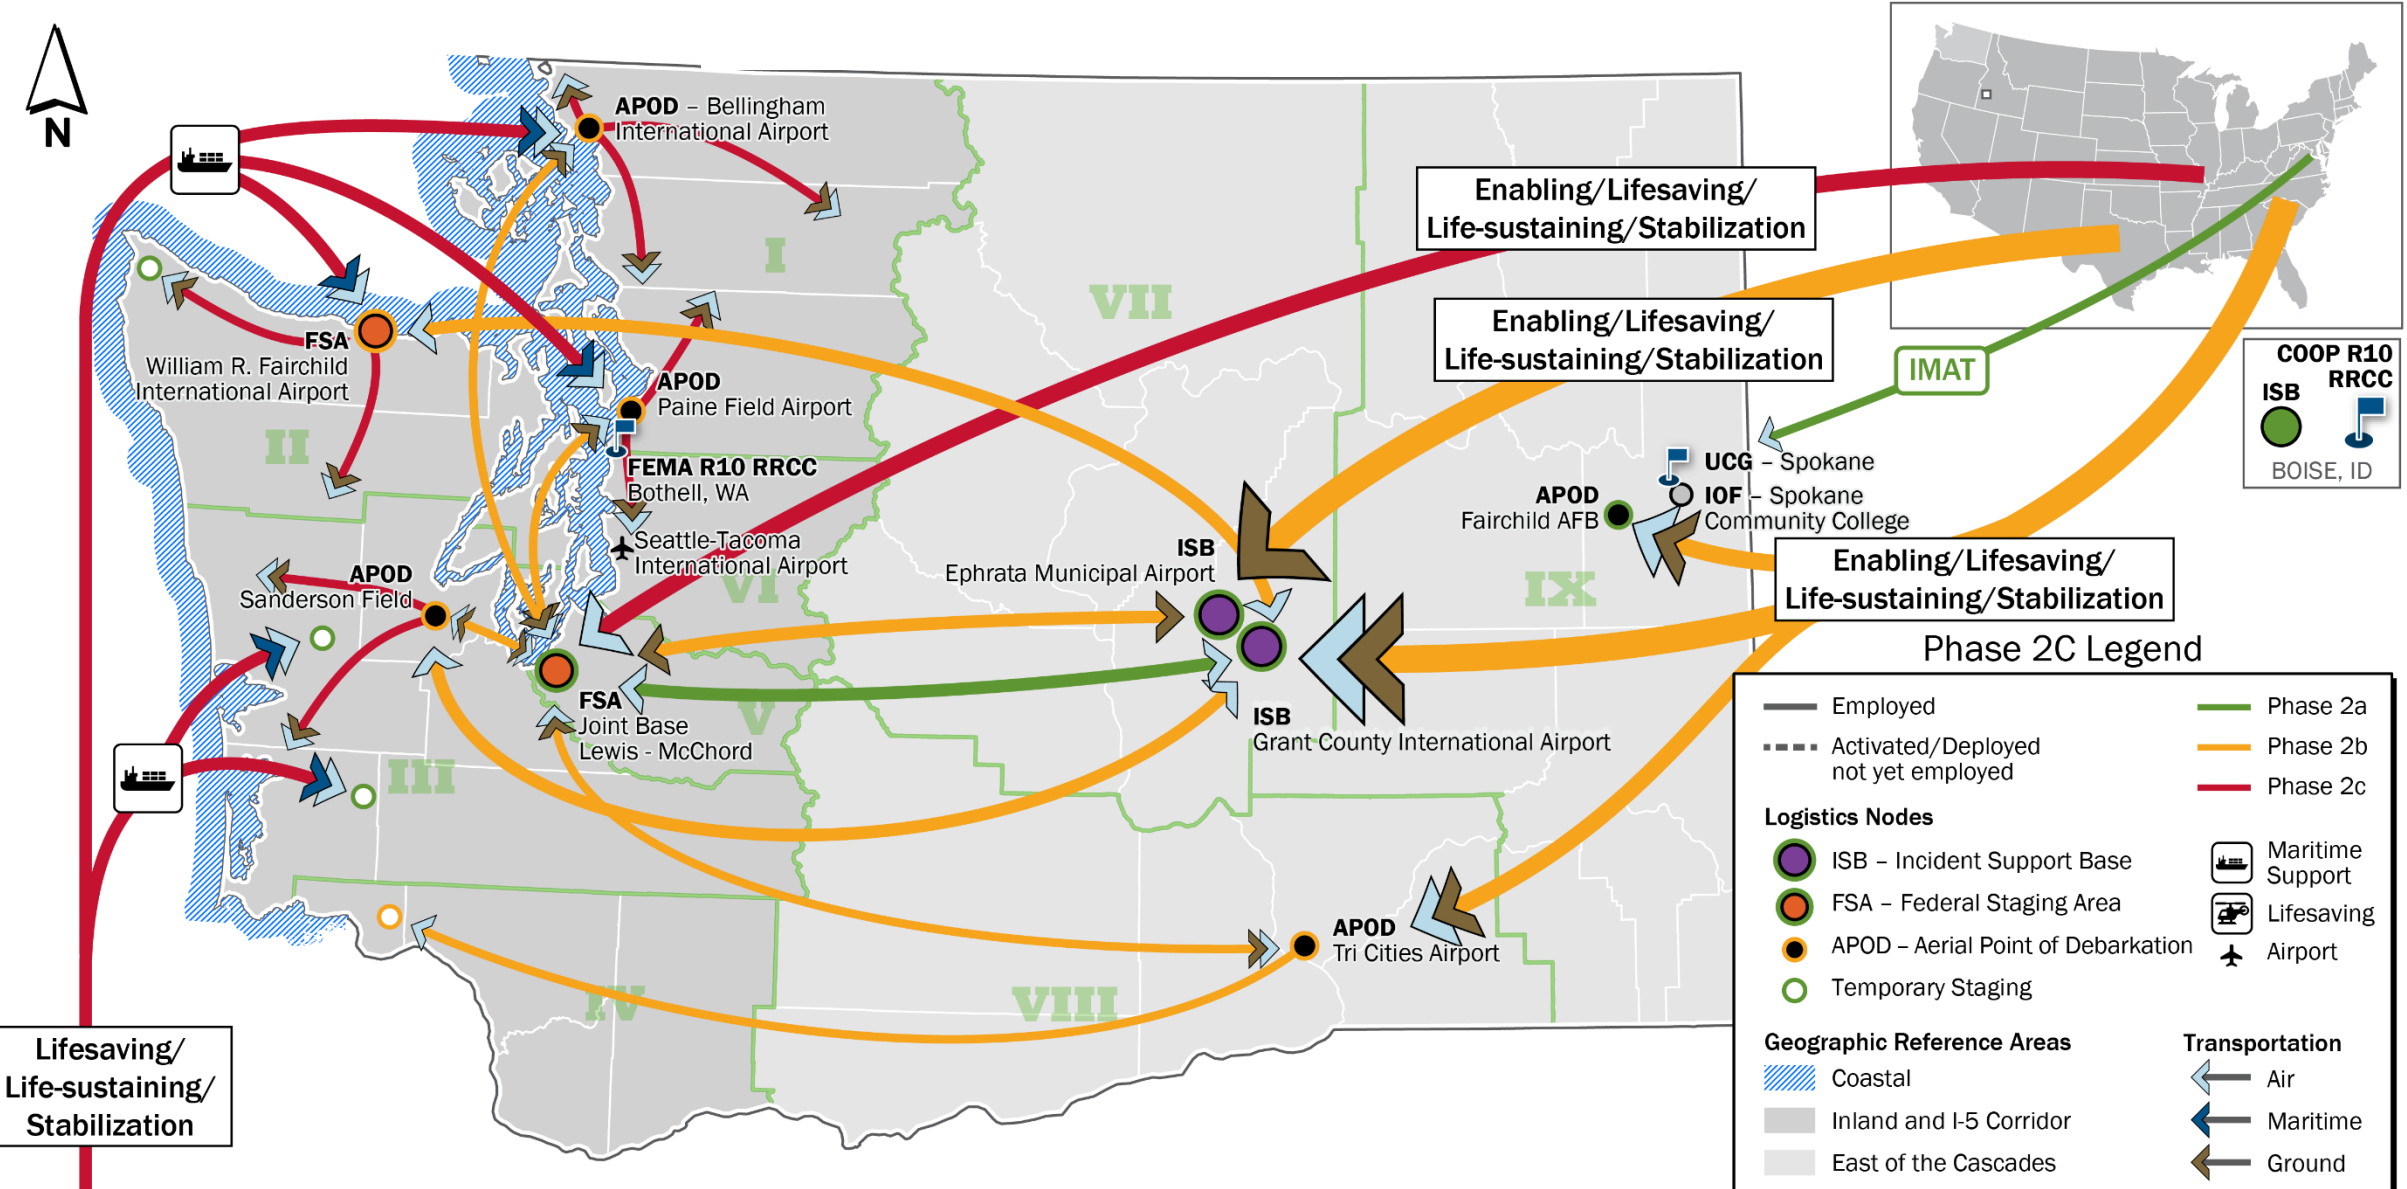 N
APOD – Bellingham
International Airport
I
FSA
William R. Fairchild
International Airport
II
APOD
Paine Field Airport
FEMA R10 RRCC
Bothell, WA
Seattle-Tacoma
International Airport
VI
APOD
Sanderson Field
FSA
Joint Base
Lewis - McChord
V
III
IV
Lifesaving/
Life-sustaining/
Stabilization
VII
Enabling/Lifesaving/
Life-sustaining/Stabilization
Enabling/Lifesaving/
Life-sustaining/Stabilization
IMAT
COOP R10
RRCC
ISB
BOISE, ID
UCG – Spokane
IOF – Spokane
Community College
APOD
Fairchild AFB
ISB
Ephrata Municipal Airport
IX
Enabling/Lifesaving/
Life-sustaining/Stabilization
ISB
Grant County International Airport
APOD
Tri Cities Airport
VIII
Phase 2C Legend
Employed
Activated/Deployed
not yet employed
Phase 2a
Phase 2b
Phase 2c
Logistics Nodes
ISB – Incident Support Base
FSA – Federal Staging Area
APOD – Aerial Point of Debarkation
Temporary Staging
Maritime
Support
Lifesaving
Airport
Geographic Reference Areas
Coastal
Inland and I-5 Corridor
East of the Cascades
Transportation
Air
Maritime
Ground